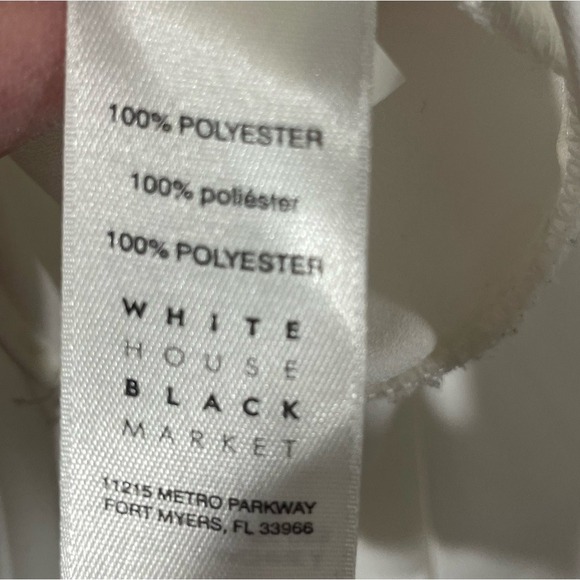 100% POLYESTER
100% poliéster
100% POLYESTER
WHITE
HOUSE
BLACK
MARKET
11215 METRO PARKWAY
FORT MYERS, FL 33966